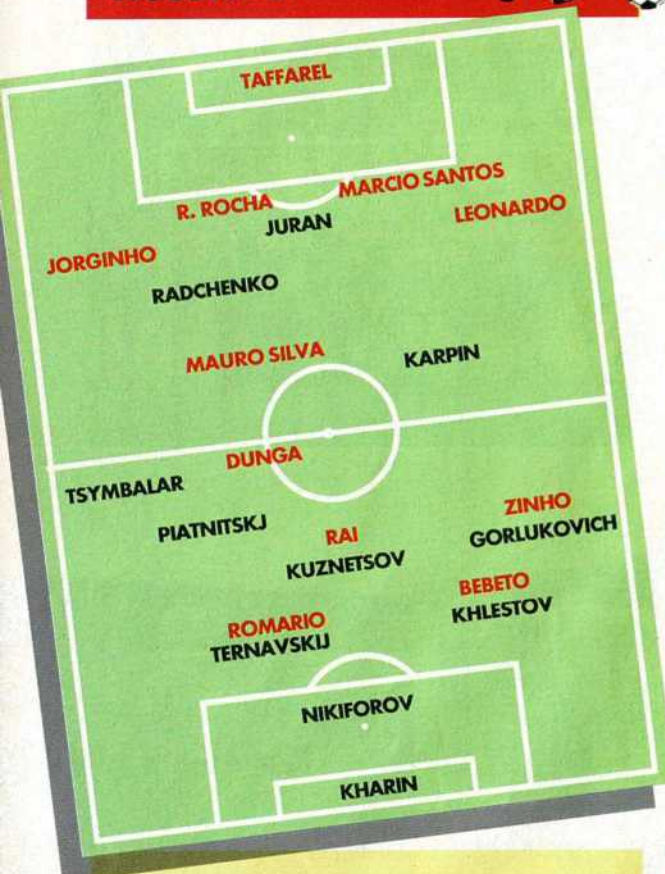 TAFFAREL
MARCIO SANTOS
R. ROCHA
JURAN
LEONARDO
JORGINHO
RADCHENKO
MAURO SILVA
KARPIN
DUNGA
TSYMBALAR
ZINHO
PIATNITSKJ
RAI
GORLUKOVICH
KUZNETSOV
BEBETO
KHLESTOV
ROMARIO
TERNAVSKIJ
NIKIFOROV
KHARIN